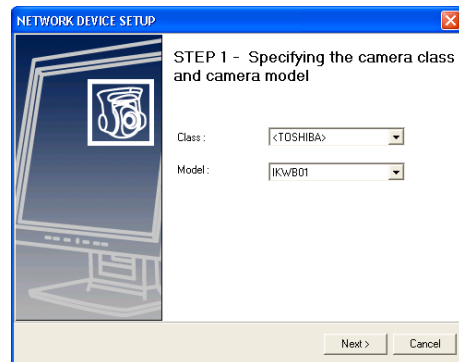 NETWORK DEVICE SETUP
STEP 1 - Specifying the camera class
and camera model
Class :
<TOSHIBA>
Model :
IKWB01
Next >
Cancel